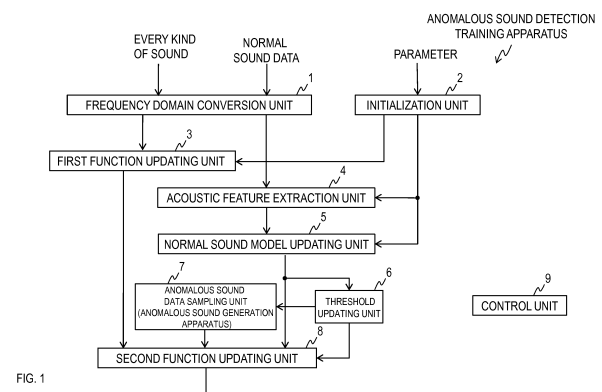 ANOMALOUS SOUND DETECTION
TRAINING APPARATUS
EVERY KIND
OF SOUND
NORMAL
SOUND DATA
PARAMETER
1
2
FREQUENCY DOMAIN CONVERSION UNIT
INITIALIZATION UNIT
3
FIRST FUNCTION UPDATING UNIT
4
ACOUSTIC FEATURE EXTRACTION UNIT
5
NORMAL SOUND MODEL UPDATING UNIT
7
6
9
ANOMALOUS SOUND
DATA SAMPLING UNIT
(ANOMALOUS SOUND GENERATION
APPARATUS)
THRESHOLD
UPDATING UNIT
CONTROL UNIT
8
SECOND FUNCTION UPDATING UNIT
FIG. 1